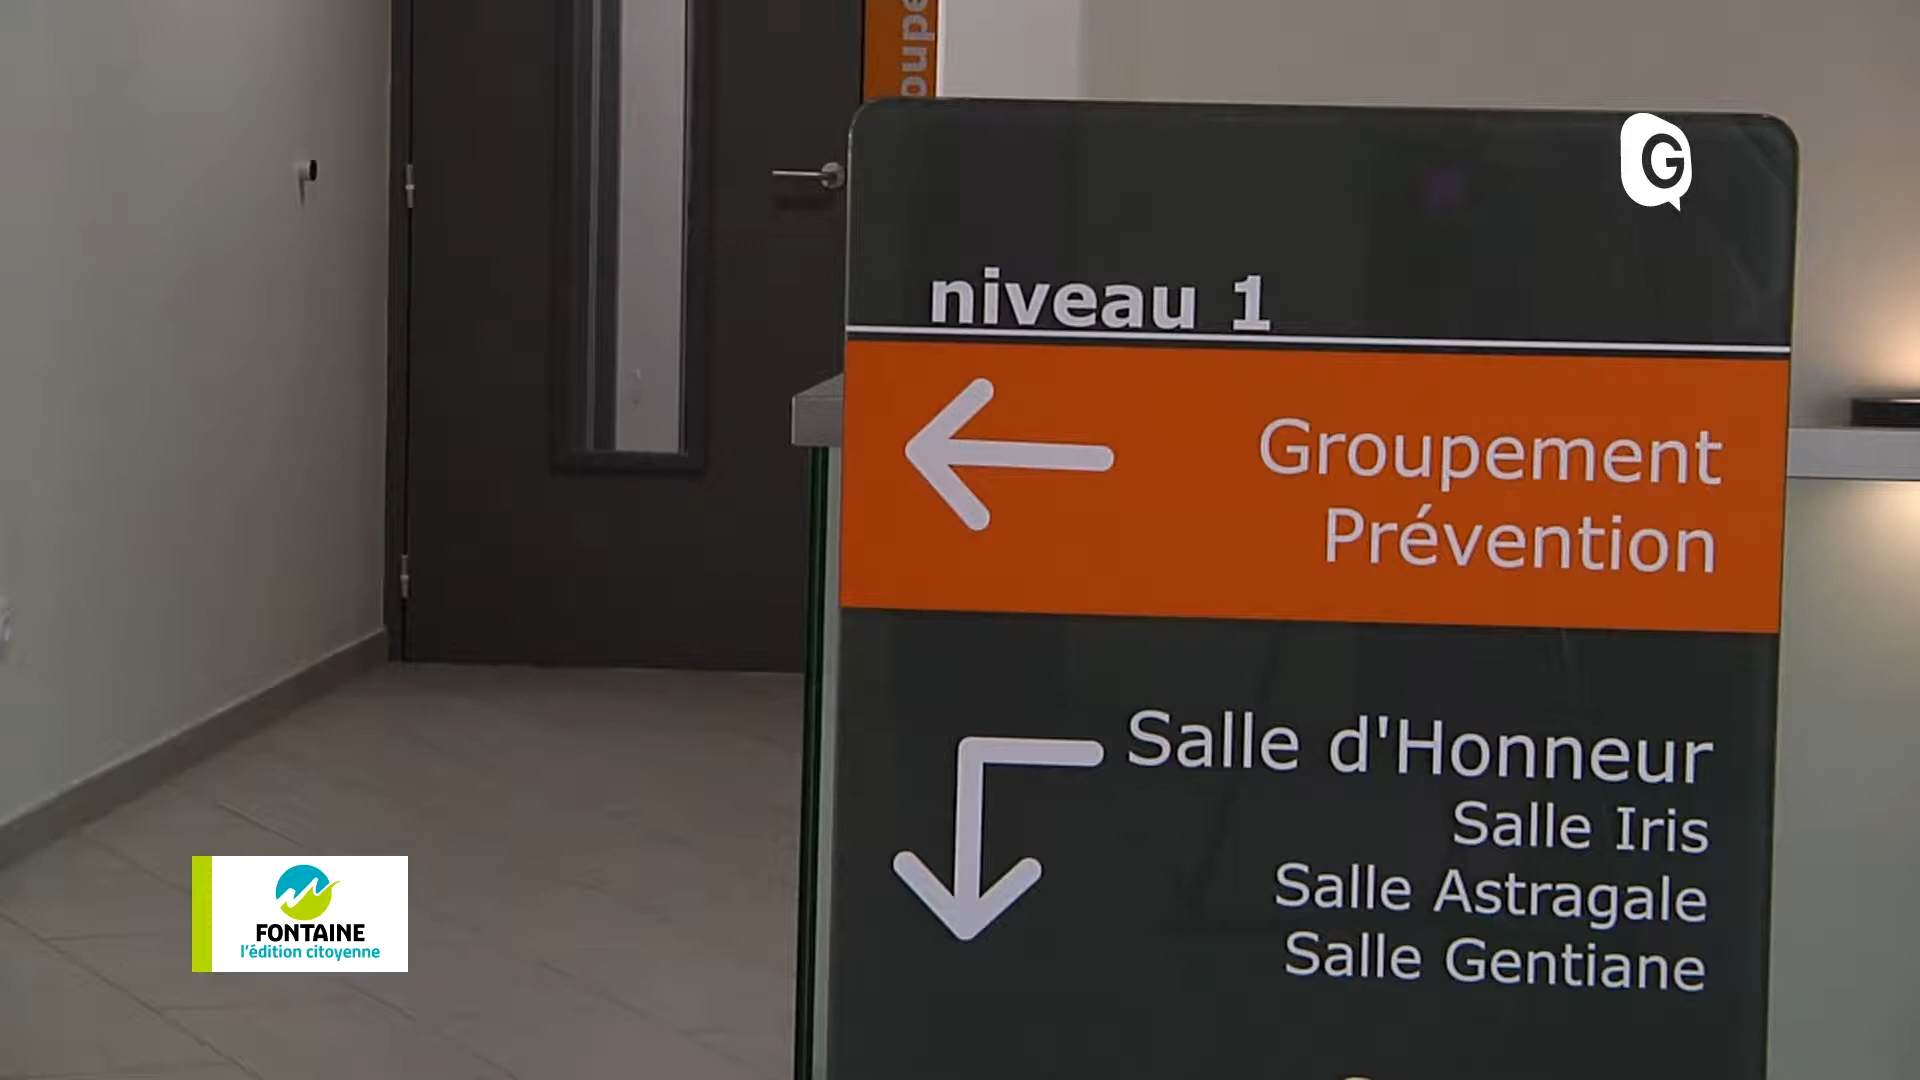 G
niveau 1
Groupement
Prévention
Salle d'Honneur
Salle Iris
Salle Astragale
Salle Gentiane
FONTAINE
l'édition citoyenne